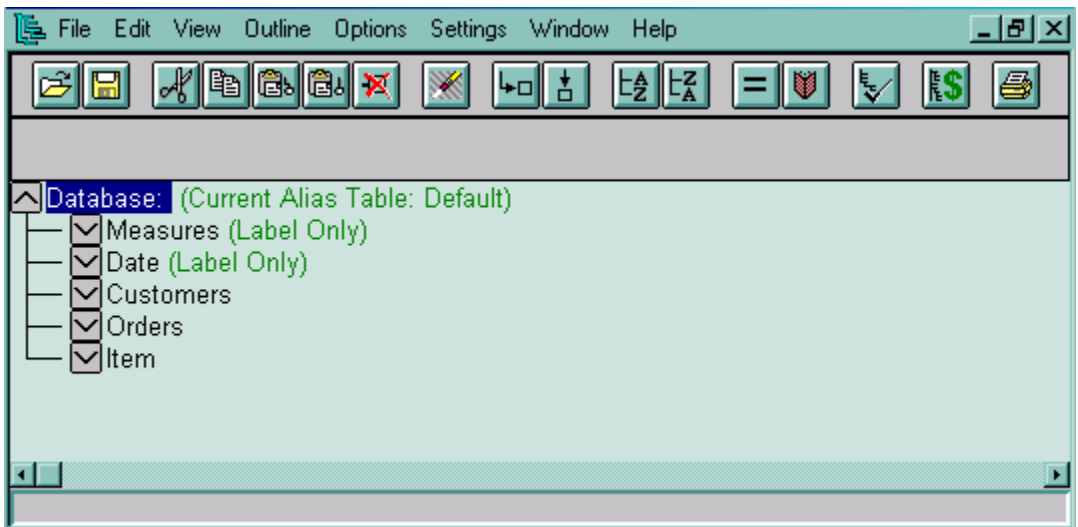 File Edit View Outline Options Settings Window Help
Database: (Current Alias Table: Default)
Measures (Label Only)
Date (Label Only)
Customers
Orders
Item